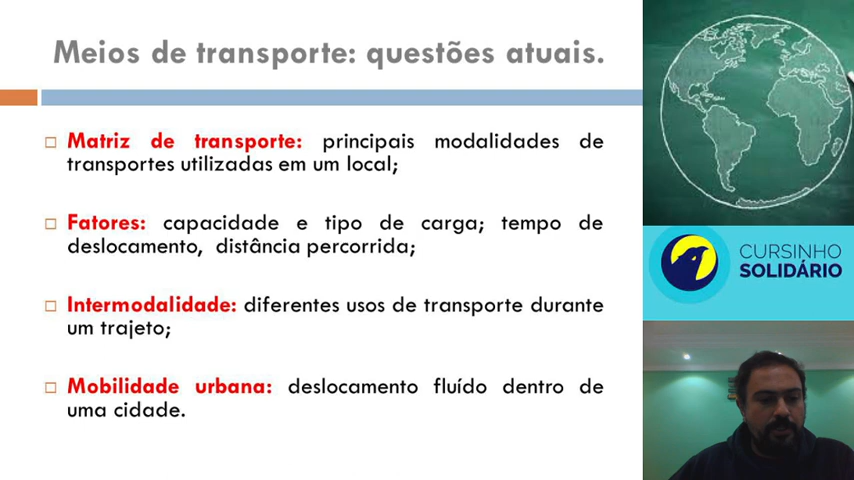 Meios de transporte: questões atuais.
Matriz de transporte: principais modalidades de
transportes utilizadas em um local;
Fatores: capacidade e tipo de carga; tempo de
deslocamento, distância percorrida;
Intermodalidade: diferentes usos de transporte durante
um trajeto;
Mobilidade urbana: deslocamento fluído dentro de
uma cidade.
CURSINHO
SOLIDÁRIO